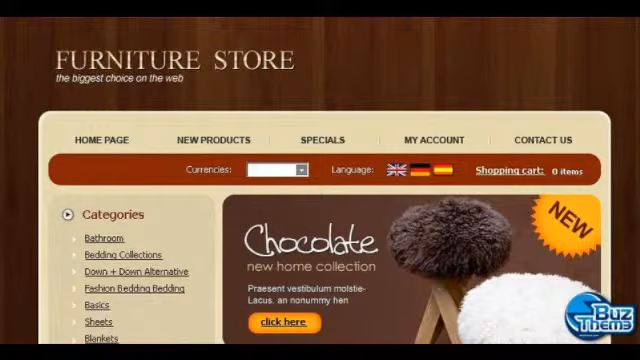 FURNITURE STORE
the biggest choice on the web
HOME PAGE NEW PRODUCTS SPECIALS MY ACCOUNT CONTACT US
Currencies: Language: Shopping cart: 0 items
Categories
Bathroom
Bedding Collections
Down + Down Alternative
Fashion Bedding Bedding
Basics
Sheets
Blankets
Chocolate
new home collection
Praesent vestibulum molstie-
Lacus. an nonummy hen
click here
NEW
Buz
Them3